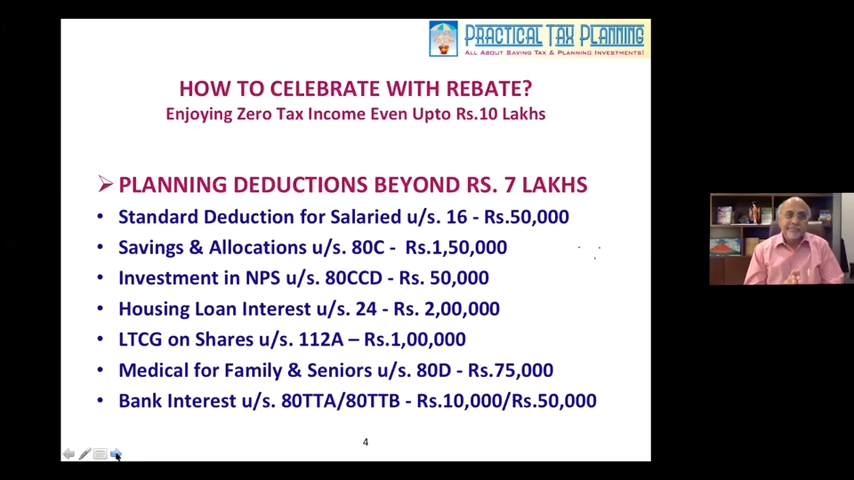 PRACTICAL TAX PLANNING
ALL ABOUT SAVING TAX & PLANNING INVESTMENTS!
HOW TO CELEBRATE WITH REBATE?
Enjoying Zero Tax Income Even Upto Rs.10 Lakhs
➢ PLANNING DEDUCTIONS BEYOND RS. 7 LAKHS
• Standard Deduction for Salaried u/s. 16 - Rs.50,000
• Savings & Allocations u/s. 80C - Rs.1,50,000
• Investment in NPS u/s. 80CCD - Rs. 50,000
• Housing Loan Interest u/s. 24 - Rs. 2,00,000
• LTCG on Shares u/s. 112A – Rs.1,00,000
• Medical for Family & Seniors u/s. 80D - Rs.75,000
• Bank Interest u/s. 80TTA/80TTB - Rs.10,000/Rs.50,000
4